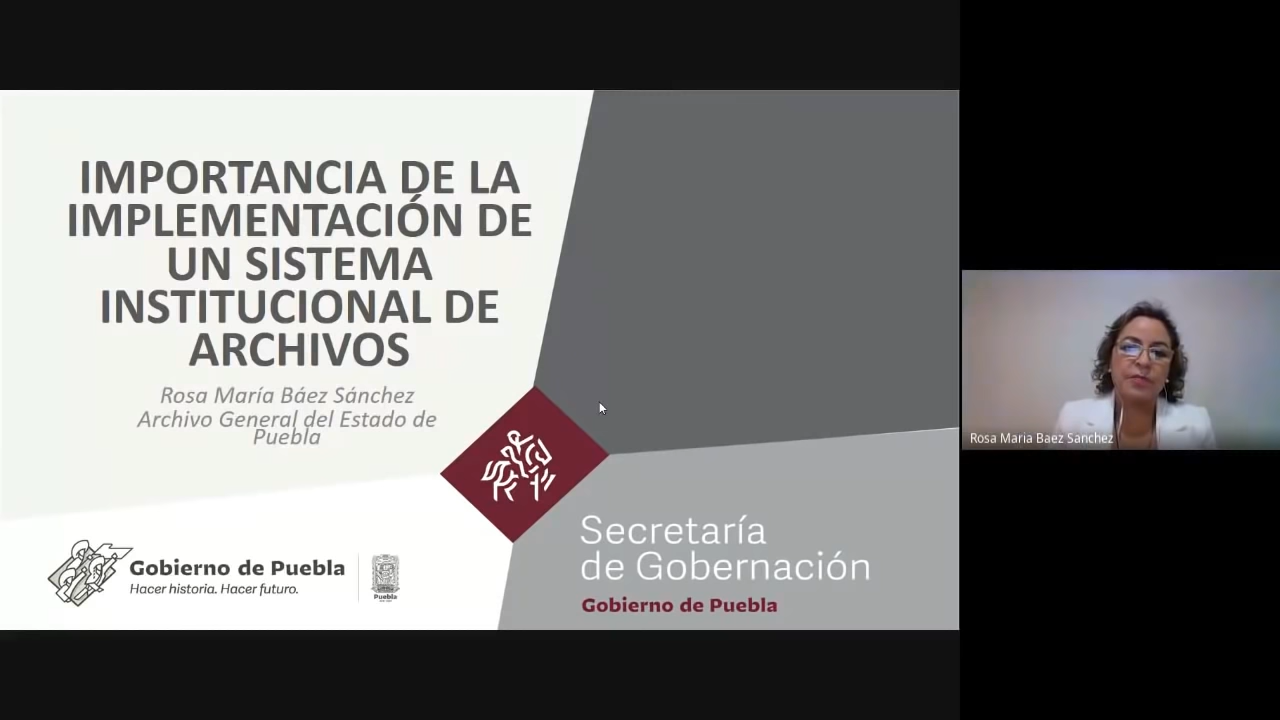 IMPORTANCIA DE LA
IMPLEMENTACIÓN DE
UN SISTEMA
INSTITUCIONAL DE
ARCHIVOS
Rosa María Báez Sánchez
Archivo General del Estado de
Puebla
Gobierno de Puebla
Hacer historia. Hacer futuro.
Puebla
Secretaría
de Gobernación
Gobierno de Puebla
Rosa Maria Baez Sanchez